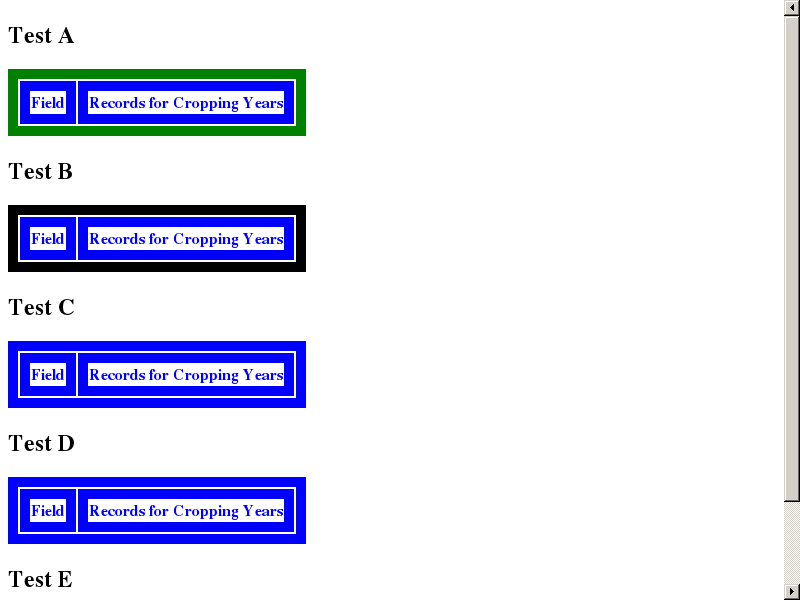 Test A
Field Records for Cropping Years
Test B
Field Records for Cropping Years
Test C
Field Records for Cropping Years
Test D
Field Records for Cropping Years
Test E